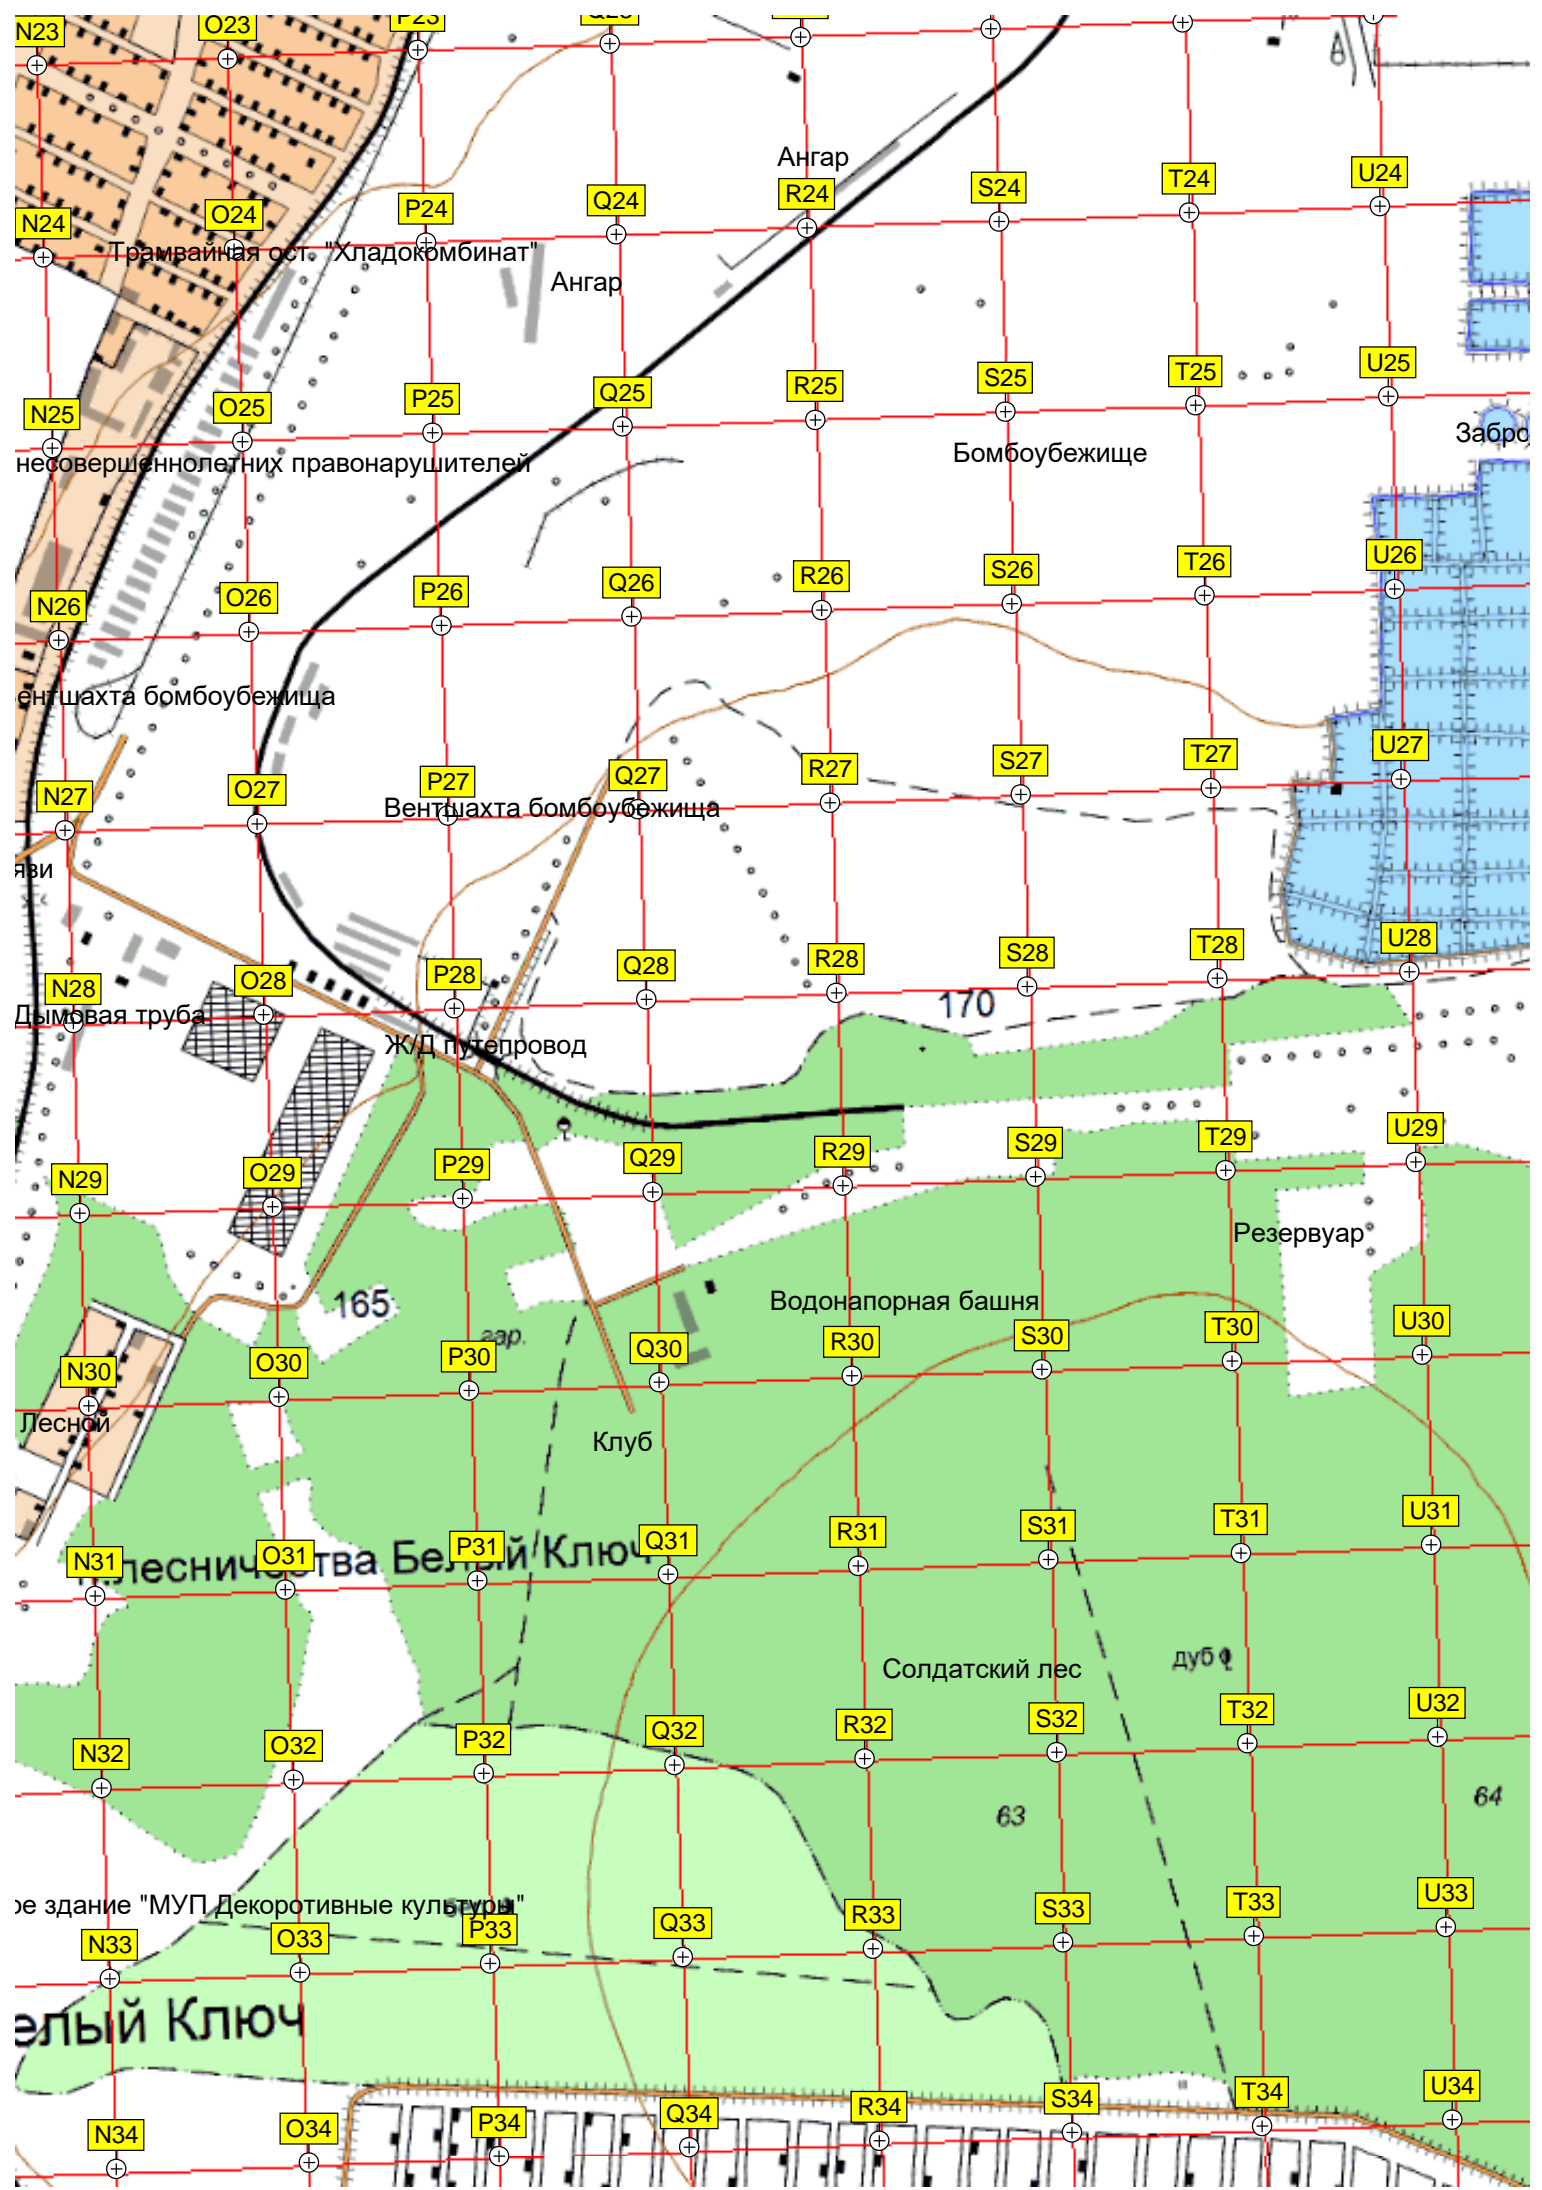 N23 O23 P23
Ангар
N24 O24 P24 Q24 R24 S24 T24 U24
Трамвайная ост. "Хладокомбинат"
Ангар
N25 O25 P25 Q25 R25 S25 T25 U25
Забро
Бомбоубежище
несовершеннолетних правонарушителей
N26 O26 P26 Q26 R26 S26 T26 U26
ентшахта бомбоубежища
N27 O27 P27 Q27 R27 S27 T27 U27
Вентшахта бомбоубежища
язи
N28 O28 P28 Q28 R28 S28 T28 U28
170
Дымовая труба
Ж/Д путепровод
N29 O29 P29 Q29 R29 S29 T29 U29
Резервуар
165
Водонапорная башня
N30 O30 P30 Q30 R30 S30 T30 U30
Лесной
Клуб
N31 O31 P31 Q31 R31 S31 T31 U31
лесничества Белый Ключ
дуб
Солдатский лес
N32 O32 P32 Q32 R32 S32 T32 U32
63
64
ое здание "МУП Декоротивные культуры"
N33 O33 P33 Q33 R33 S33 T33 U33
елый Ключ
N34 O34 P34 Q34 R34 S34 T34 U34